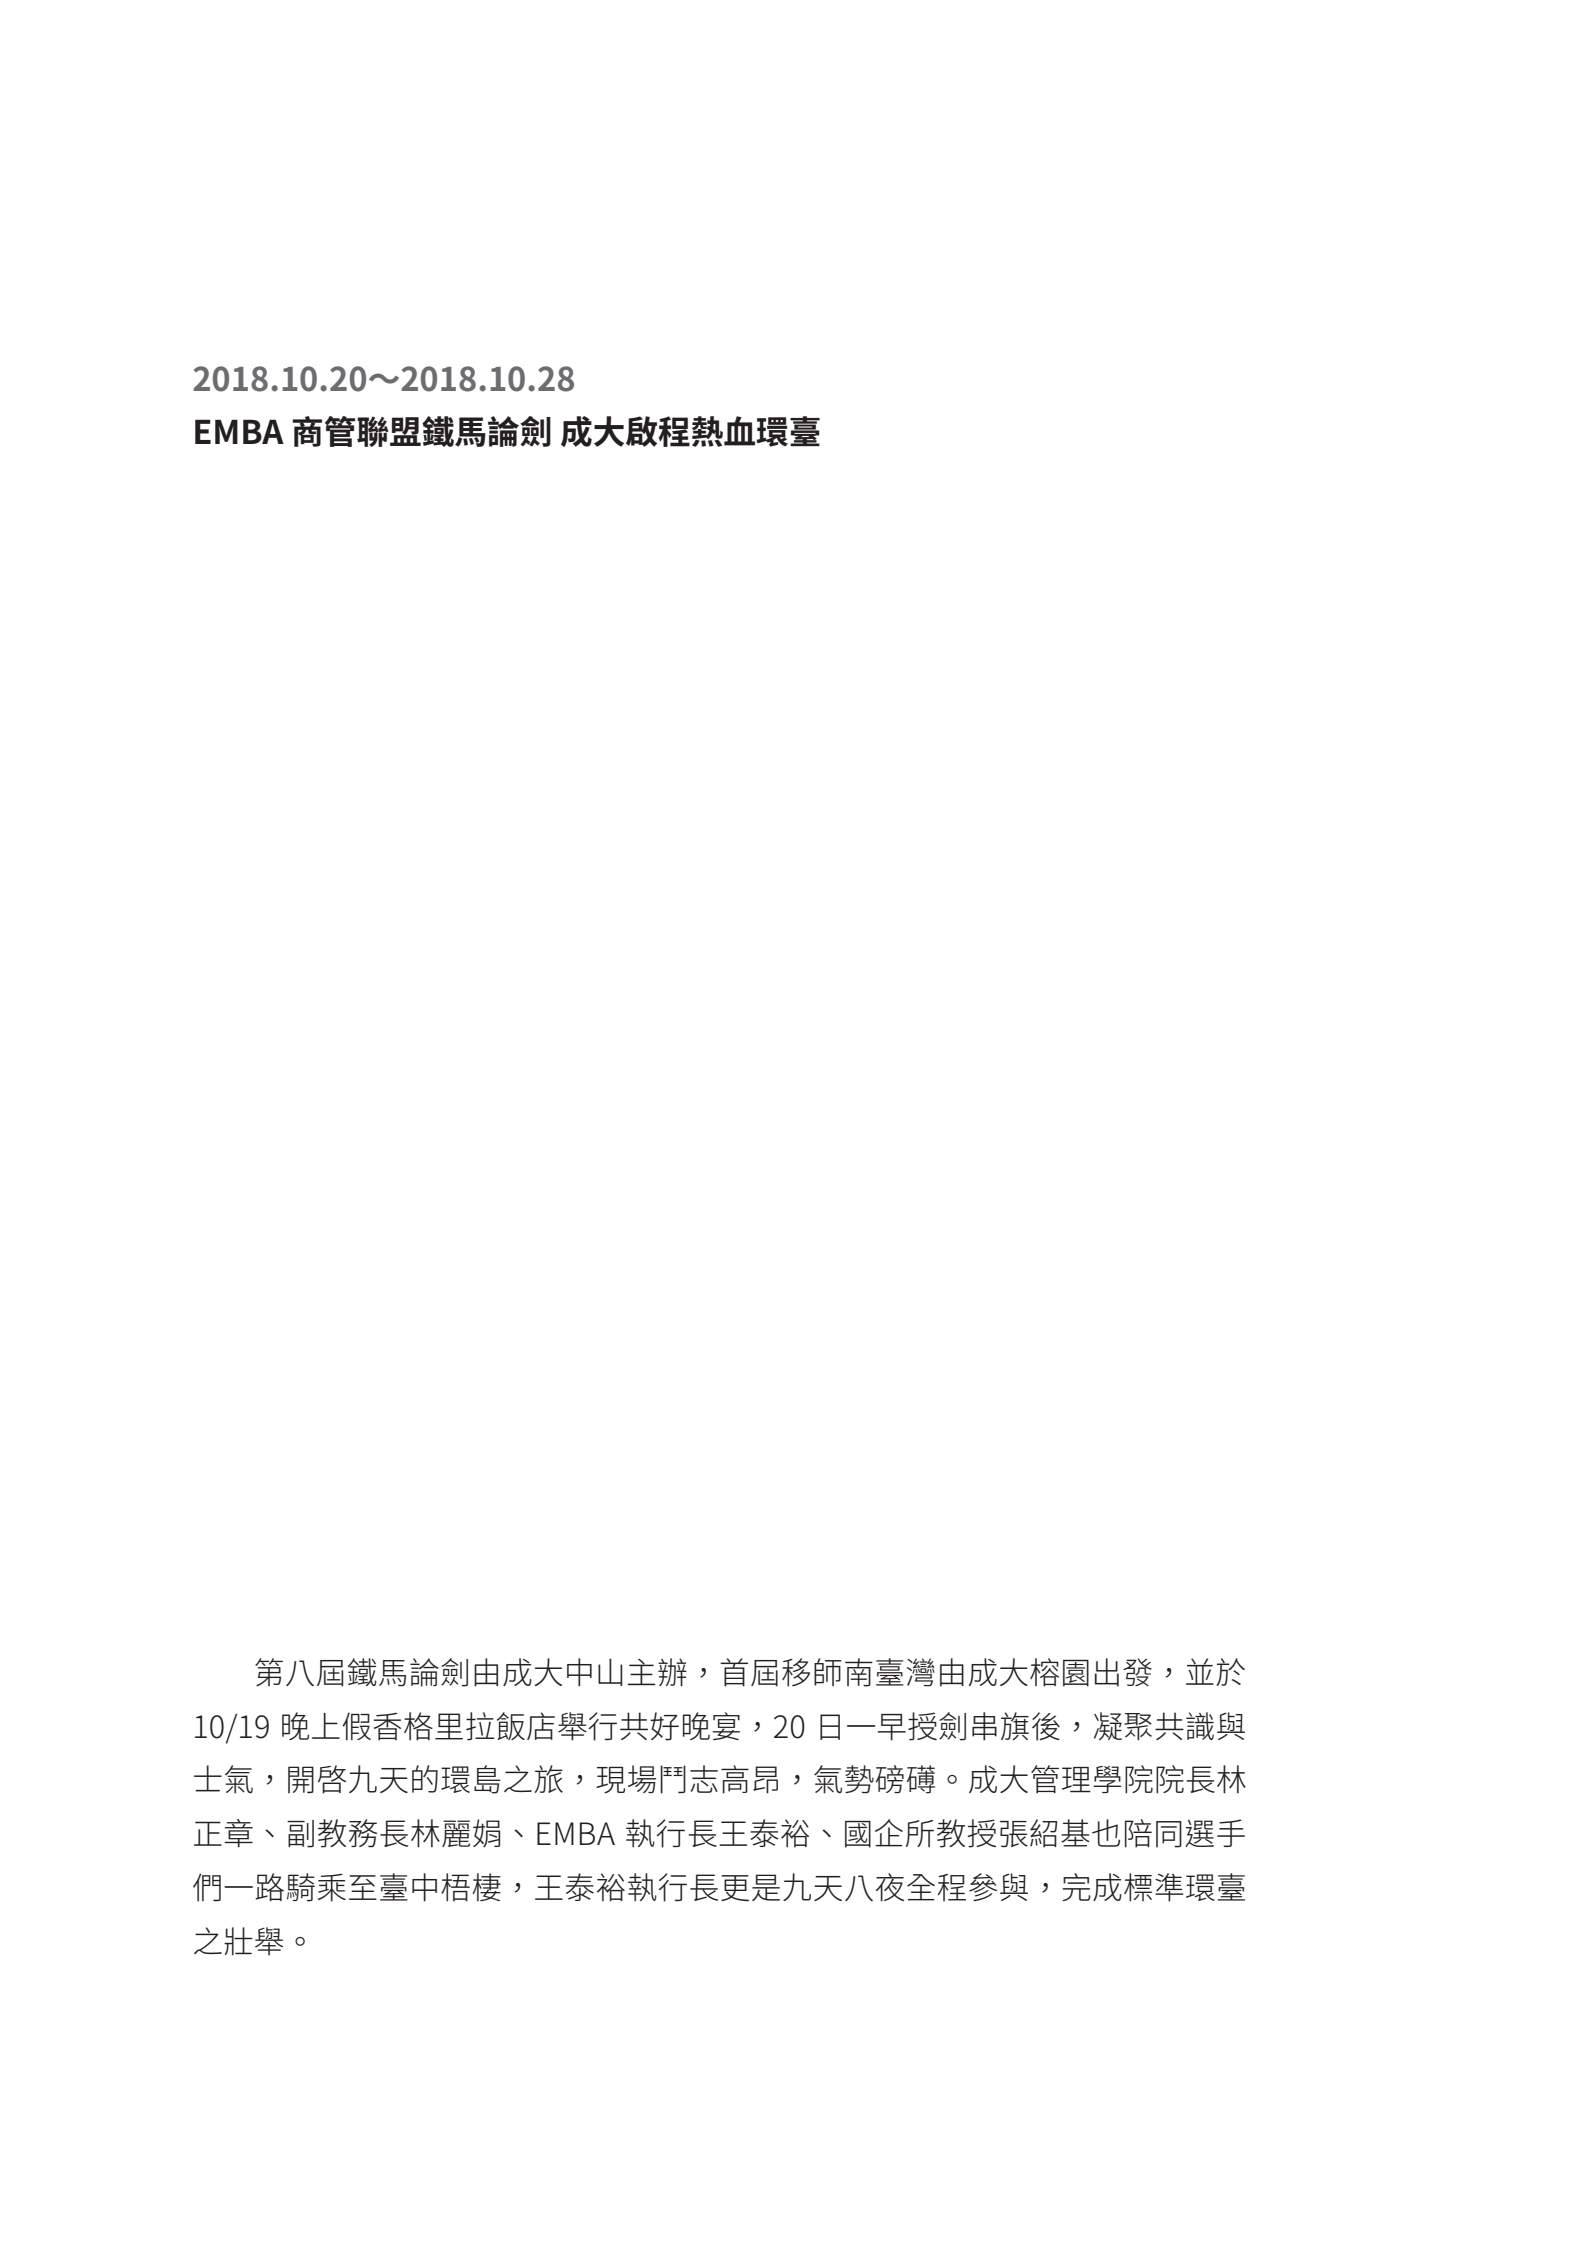 2018.10.20～2018.10.28
EMBA 商管聯盟鐵馬論劍 成大啟程熱血環臺
第八屆鐵馬論劍由成大中山主辦，首屆移師南臺灣由成大榕園出發，並於
10/19 晚上假香格里拉飯店舉行共好晚宴，20 日一早授劍串旗後，凝聚共識與
士氣，開啓九天的環島之旅，現場鬥志高昂，氣勢磅礡。成大管理學院院長林
正章、副教務長林麗娟、EMBA 執行長王泰裕、國企所教授張紹基也陪同選手
們一路騎乘至臺中梧棲，王泰裕執行長更是九天八夜全程參與，完成標準環臺
之壯舉。